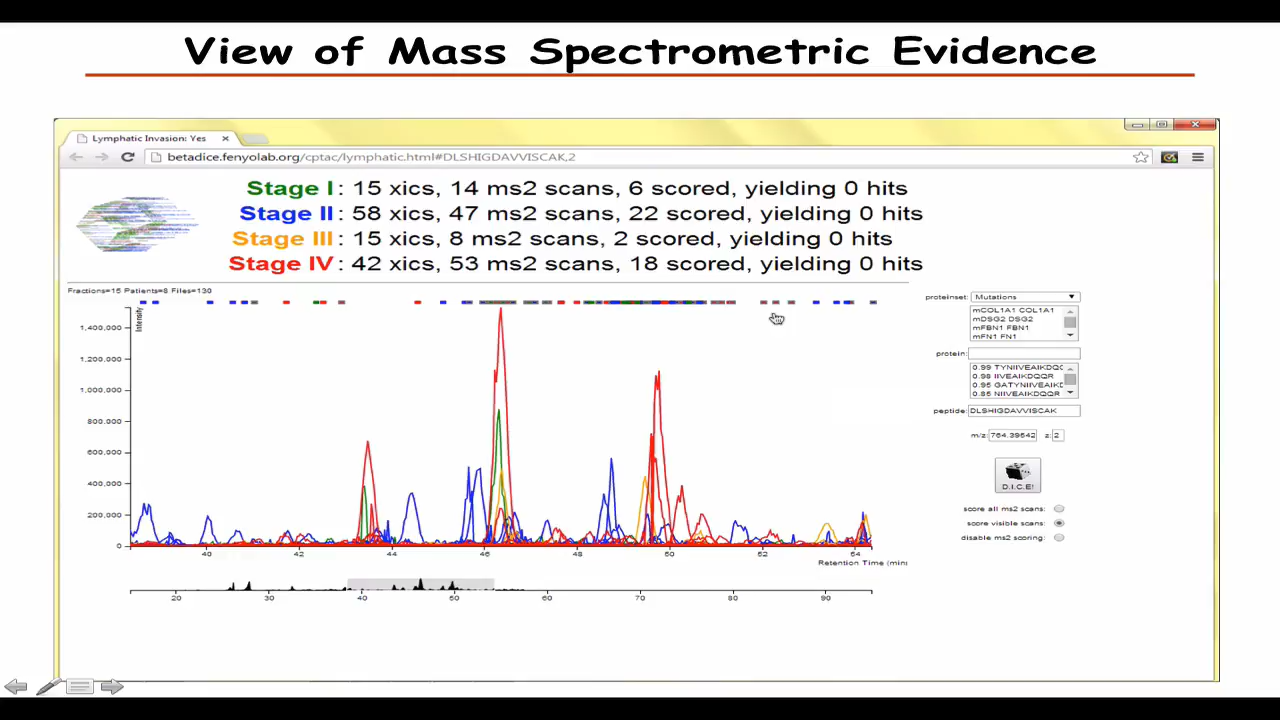 View of Mass Spectrometric Evidence
Lymphatic Invasion: Yes
betadice.fenyolab.org/cptac/lymphatic.html#DLSHIGDAVVISCAK,2
Stage I: 15 xics, 14 ms2 scans, 6 scored, yielding 0 hits
Stage II: 58 xics, 47 ms2 scans, 22 scored, yielding 0 hits
Stage III: 15 xics, 8 ms2 scans, 2 scored, yielding 0 hits
Stage IV: 42 xics, 53 ms2 scans, 18 scored, yielding 0 hits
Fractions=15 Patients=8 Files=130
Intensity
1,400,000
1,200,000
1,000,000
800,000
600,000
400,000
200,000
0
40 42 44 46 48 50 52 54
Retention Time (min)
20 30 40 50 60 70 80 90
proteinset: Mutations
mCOL1A1 COL1A1
mDSG2 DSG2
mFBN1 FBN1
mFN1 FN1
protein:
0.99 TYNIIVEAIKDQ
0.98 IIVEAIKDQQR
0.95 GATYNIIVEAIKD
0.85 NIIVEAIKDQQR
peptide: DLSHIGDAVVISCAK
m/z: 764.39542 z: 2
D.I.C.E!
score all ms2 scans:
score visible scans:
disable ms2 scoring: